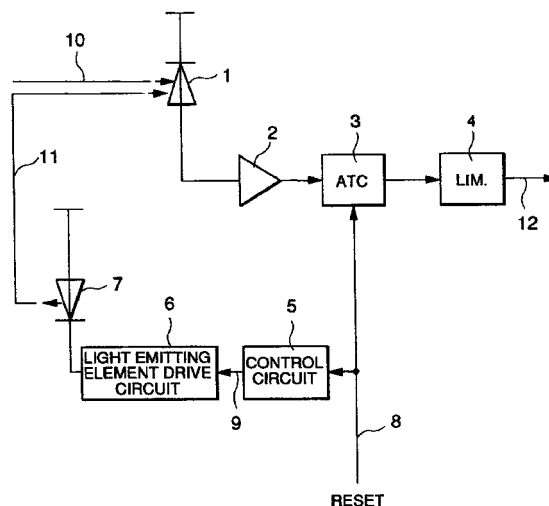 10
1
2
3
ATC
4
LIM.
12
11
7
6
LIGHT EMITTING
ELEMENT DRIVE
CIRCUIT
5
CONTROL
CIRCUIT
9
8
RESET